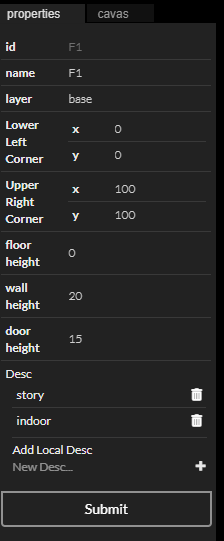 properties cavas
id F1
name F1
layer base
Lower
Left
Corner
x 0
y 0
Upper
Right
Corner
x 100
y 100
floor
height
0
wall
height
20
door
height
15
Desc
story
indoor
Add Local Desc
New Desc...
Submit